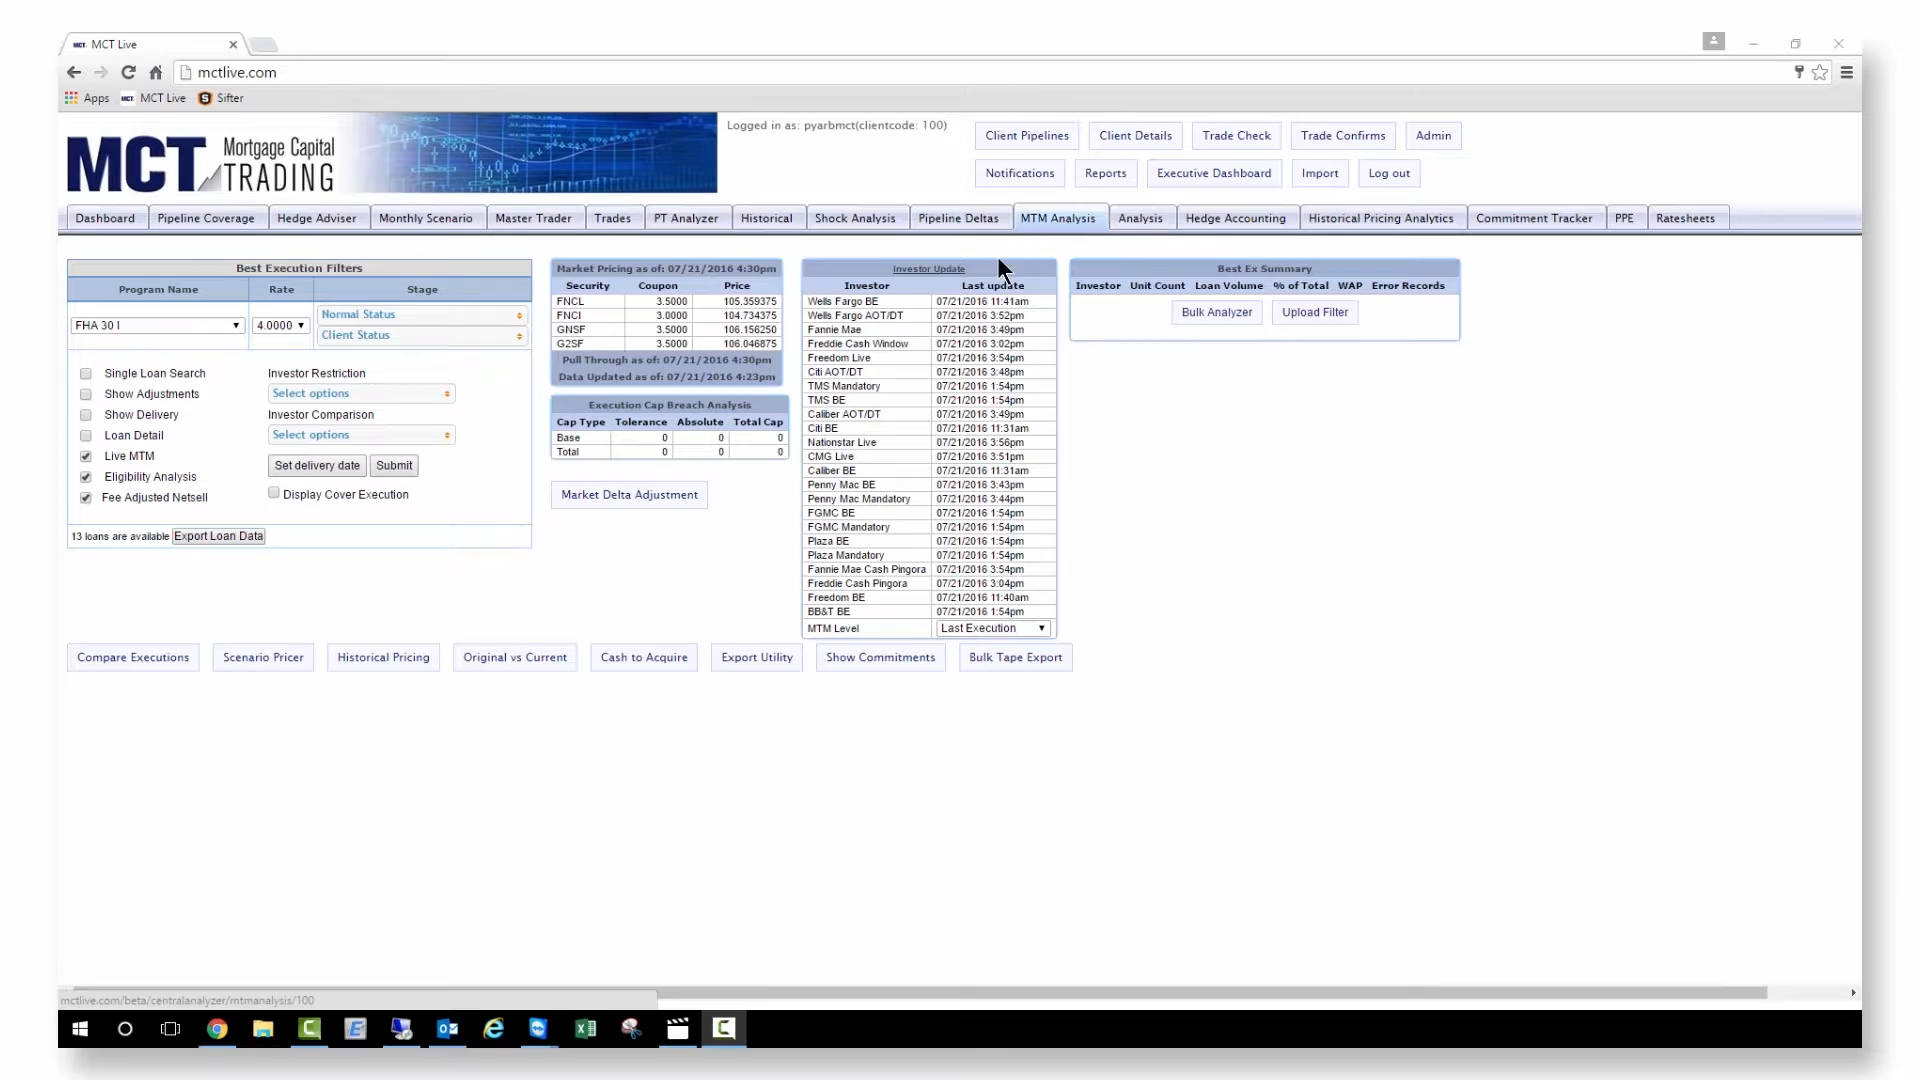 MCT MCT Live
mctlive.com
Apps MCT MCT Live S Sifter
MCT Mortgage Capital TRADING
Logged in as: pyarbmct(clientcode: 100)
Client Pipelines Client Details Trade Check Trade Confirms Admin
Notifications Reports Executive Dashboard Import Log out
Dashboard Pipeline Coverage Hedge Adviser Monthly Scenario Master Trader Trades PT Analyzer Historical Shock Analysis Pipeline Deltas MTM Analysis Analysis Hedge Accounting Historical Pricing Analytics Commitment Tracker PPE Ratesheets
Best Execution Filters
Program Name Rate Stage
FHA 30 I 4.0000 Normal Status
Client Status
Single Loan Search Investor Restriction
Show Adjustments Select options
Show Delivery Investor Comparison
Loan Detail Select options
Live MTM
Eligibility Analysis Set delivery date Submit
Fee Adjusted Netsell Display Cover Execution
13 loans are available Export Loan Data
Market Pricing as of: 07/21/2016 4:30pm
Security Coupon Price
FNCL 3.5000 105.359375
FNCI 3.0000 104.734375
GNSF 3.5000 106.156250
G2SF 3.5000 106.046875
Pull Through as of: 07/21/2016 4:30pm
Data Updated as of: 07/21/2016 4:23pm
Execution Cap Breach Analysis
Cap Type Tolerance Absolute Total Cap
Base 0 0 0
Total 0 0 0
Market Delta Adjustment
Investor Update
Investor Last update
Wells Fargo BE 07/21/2016 11:41am
Wells Fargo AOT/DT 07/21/2016 3:52pm
Fannie Mae 07/21/2016 3:49pm
Freddie Cash Window 07/21/2016 3:02pm
Freedom Live 07/21/2016 3:54pm
Citi AOT/DT 07/21/2016 3:48pm
TMS Mandatory 07/21/2016 1:54pm
TMS BE 07/21/2016 1:54pm
Caliber AOT/DT 07/21/2016 3:49pm
Citi BE 07/21/2016 11:31am
Nationstar Live 07/21/2016 3:56pm
CMG Live 07/21/2016 3:51pm
Caliber BE 07/21/2016 11:31am
Penny Mac BE 07/21/2016 3:43pm
Penny Mac Mandatory 07/21/2016 3:44pm
FGMC BE 07/21/2016 1:54pm
FGMC Mandatory 07/21/2016 1:54pm
Plaza BE 07/21/2016 1:54pm
Plaza Mandatory 07/21/2016 1:54pm
Fannie Mae Cash Pingora 07/21/2016 3:54pm
Freddie Cash Pingora 07/21/2016 3:04pm
Freedom BE 07/21/2016 11:40am
BB&T BE 07/21/2016 1:54pm
MTM Level Last Execution
Best Ex Summary
Investor Unit Count Loan Volume % of Total WAP Error Records
Bulk Analyzer Upload Filter
Compare Executions Scenario Pricer Historical Pricing Original vs Current Cash to Acquire Export Utility Show Commitments Bulk Tape Export
mctlive.com/beta/centralanalyzer/mtmanalysis/100